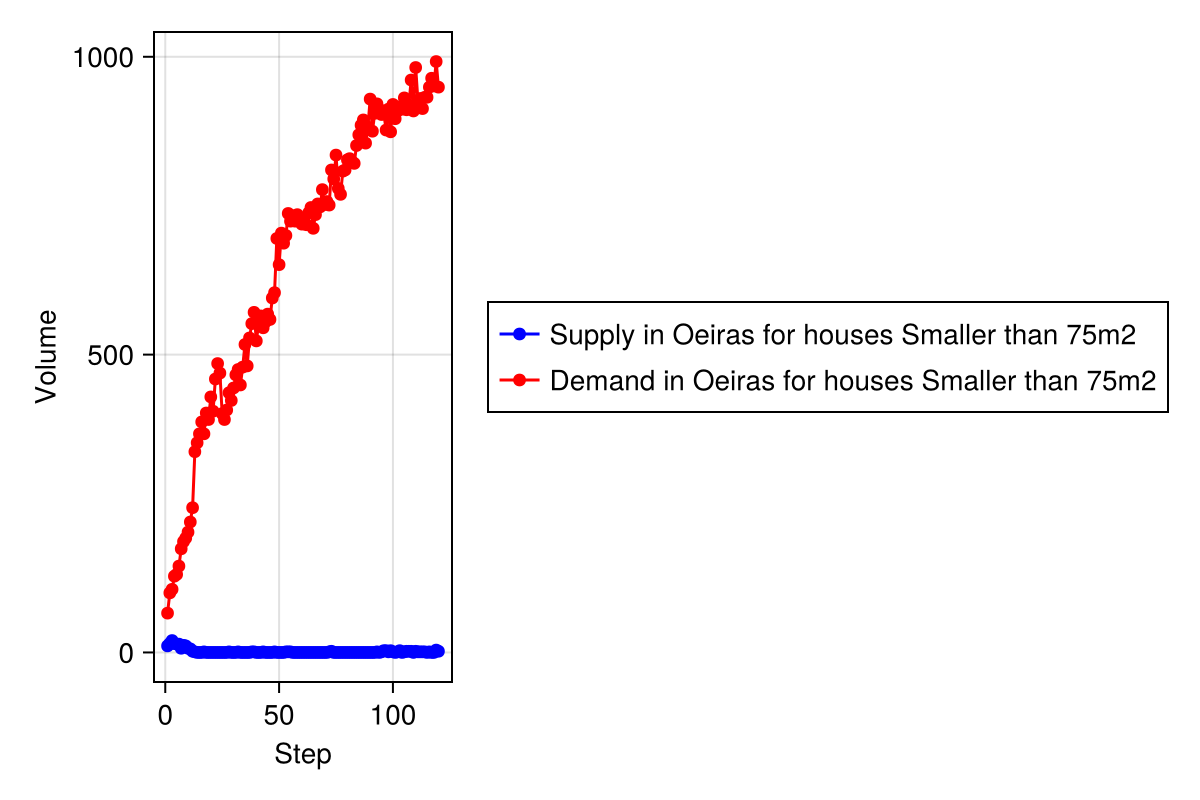 1000
500
0
Volume
0
50
100
Step
Supply in Oeiras for houses Smaller than 75m2
Demand in Oeiras for houses Smaller than 75m2